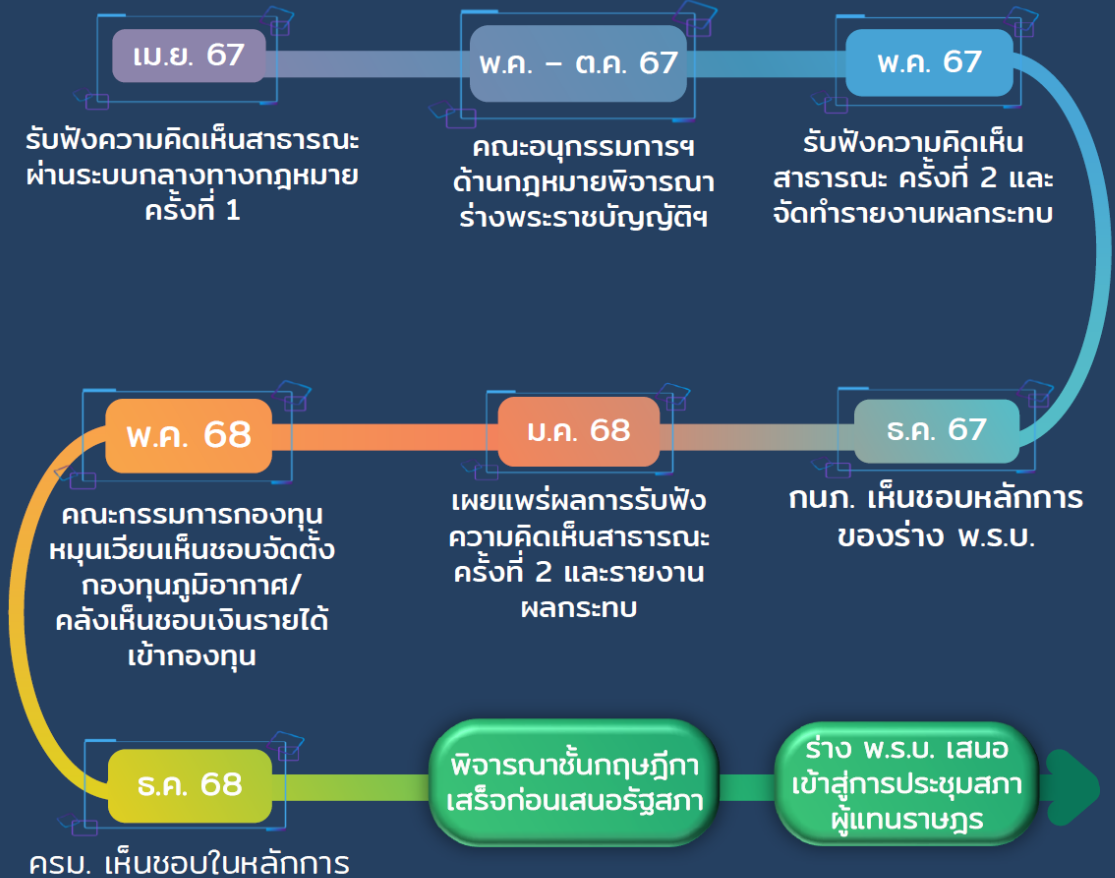 เม.ย. 67
รับฟังความคิดเห็นสาธารณะ
ผ่านระบบกลางทางกฎหมาย
ครั้งที่ 1
พ.ค. – ต.ค. 67
คณะอนุกรรมการฯ
ด้านกฎหมายพิจารณา
ร่างพระราชบัญญัติฯ
พ.ค. 67
รับฟังความคิดเห็น
สาธารณะ ครั้งที่ 2 และ
จัดทำรายงานผลกระทบ
ธ.ค. 67
กนภ. เห็นชอบหลักการ
ของร่าง พ.ร.บ.
ม.ค. 68
เผยแพร่ผลการรับฟัง
ความคิดเห็นสาธารณะ
ครั้งที่ 2 และรายงาน
ผลกระทบ
พ.ค. 68
คณะกรรมการกองทุน
หมุนเวียนเห็นชอบจัดตั้ง
กองทุนภูมิอากาศ/
คลังเห็นชอบเงินรายได้
เข้ากองทุน
ธ.ค. 68
ครม. เห็นชอบในหลักการ
พิจารณาชั้นกฤษฎีกา
เสร็จก่อนเสนอรัฐสภา
ร่าง พ.ร.บ. เสนอ
เข้าสู่การประชุมสภา
ผู้แทนราษฎร